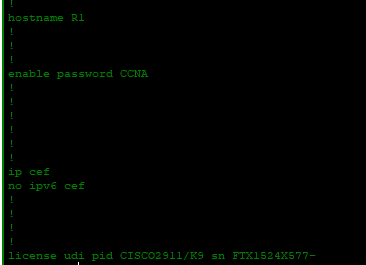 !
hostname R1
!
!
!
enable password CCNA
!
!
!
!
!
!
ip cef
no ipv6 cef
!
!
!
!
license udi pid CISCO2911/K9 sn FTX1524X577-